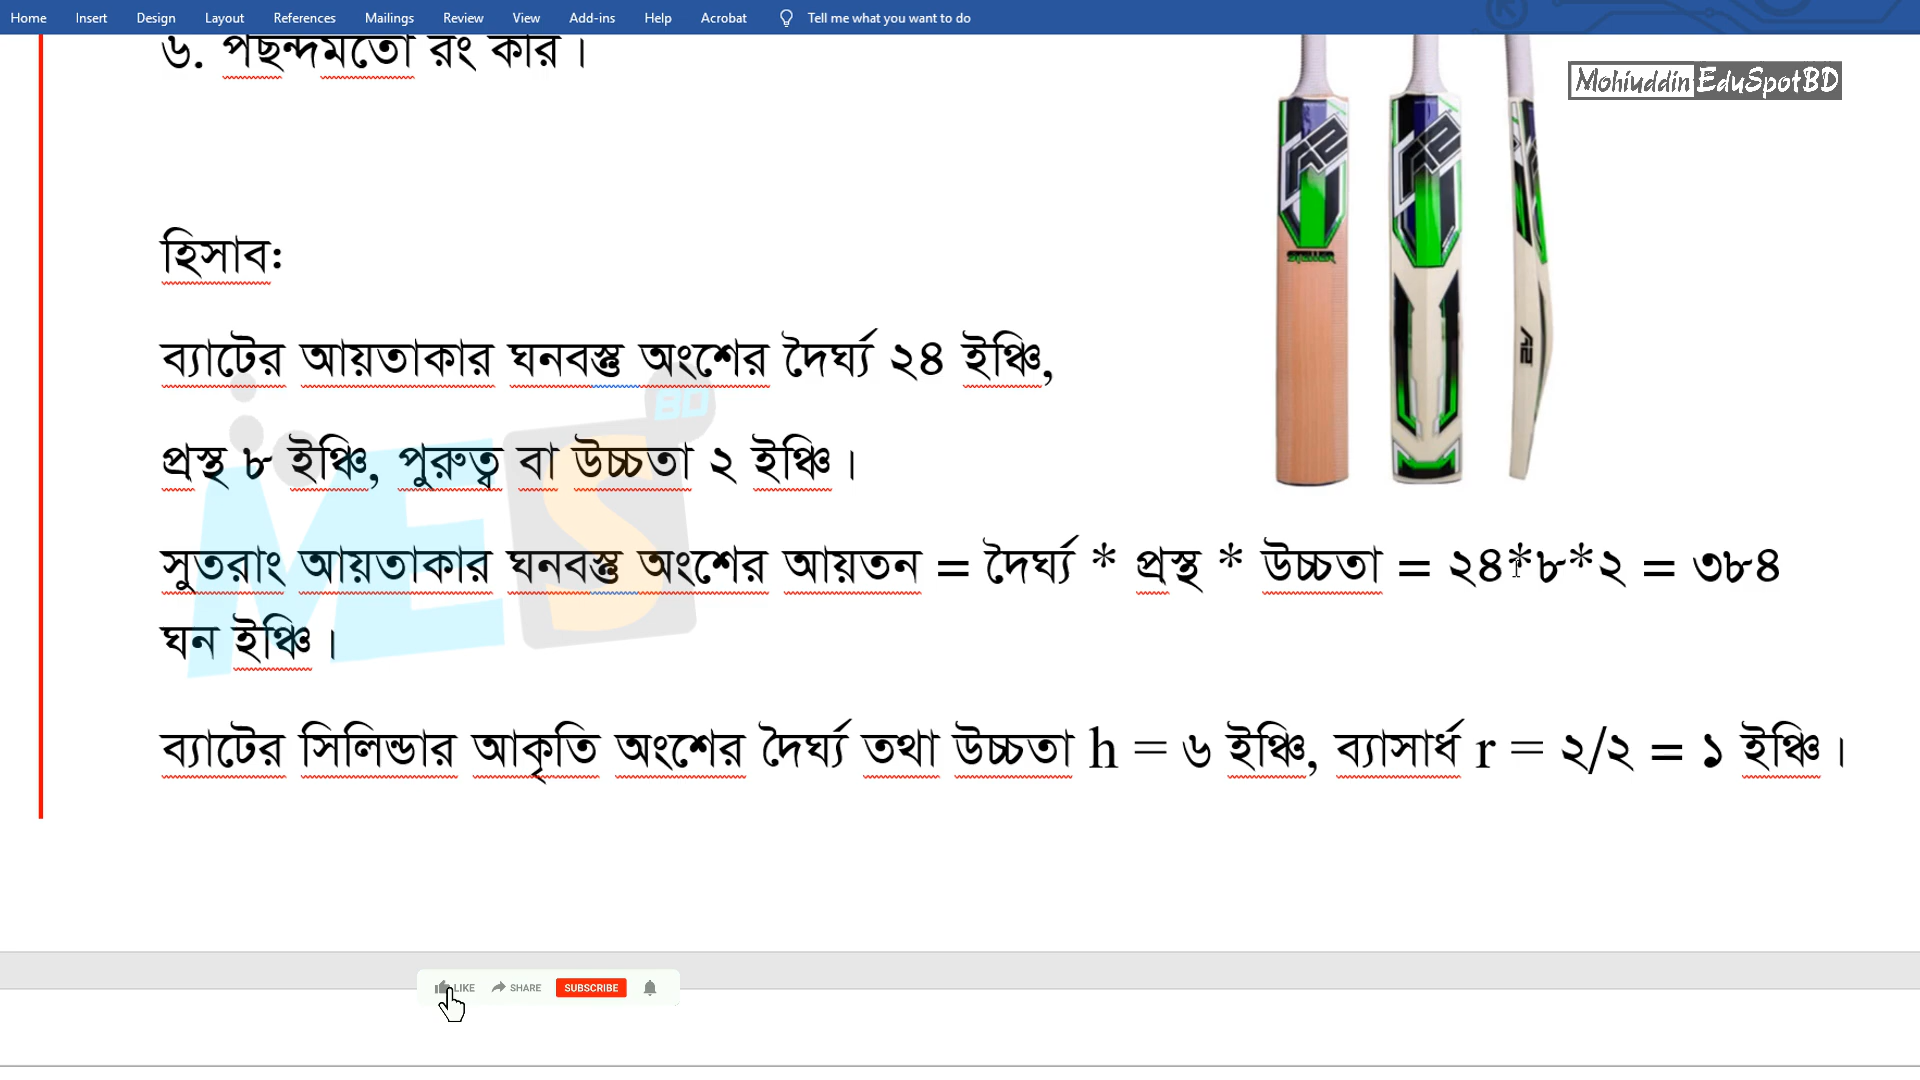 Home Insert Design Layout References Mailings Review View Add-ins Help Acrobat Tell me what you want to do
৬. পছন্দমতো রং করি।
Mohiuddin EduSpotBD
হিসাব:
ব্যাটের আয়তাকার ঘনবস্তু অংশের দৈর্ঘ্য ২৪ ইঞ্চি,
প্রস্থ ৮ ইঞ্চি, পুরুত্ব বা উচ্চতা ২ ইঞ্চি।
সুতরাং আয়তাকার ঘনবস্তু অংশের আয়তন = দৈর্ঘ্য * প্রস্থ * উচ্চতা = ২৪*৮*২ = ৩৮৪
ঘন ইঞ্চি।
ব্যাটের সিলিন্ডার আকৃতি অংশের দৈর্ঘ্য তথা উচ্চতা h = ৬ ইঞ্চি, ব্যাসার্ধ r = ২/২ = ১ ইঞ্চি।
MES BD
LIKE SHARE SUBSCRIBE